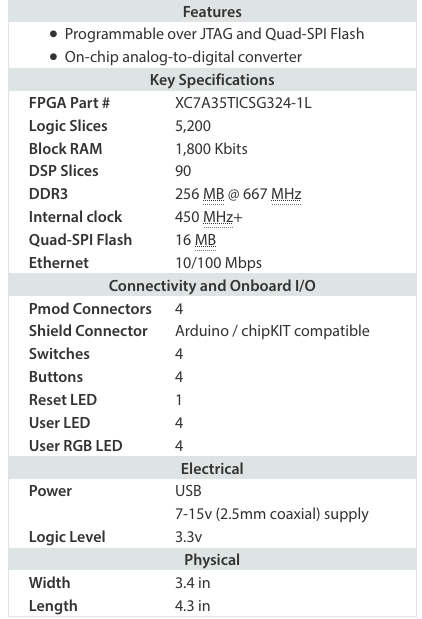 Features
● Programmable over JTAG and Quad-SPI Flash
● On-chip analog-to-digital converter
Key Specifications
FPGA Part # XC7A35TICSG324-1L
Logic Slices 5,200
Block RAM 1,800 Kbits
DSP Slices 90
DDR3 256 MB @ 667 MHz
Internal clock 450 MHz+
Quad-SPI Flash 16 MB
Ethernet 10/100 Mbps
Connectivity and Onboard I/O
Pmod Connectors 4
Shield Connector Arduino / chipKIT compatible
Switches 4
Buttons 4
Reset LED 1
User LED 4
User RGB LED 4
Electrical
Power USB
7-15v (2.5mm coaxial) supply
Logic Level 3.3v
Physical
Width 3.4 in
Length 4.3 in